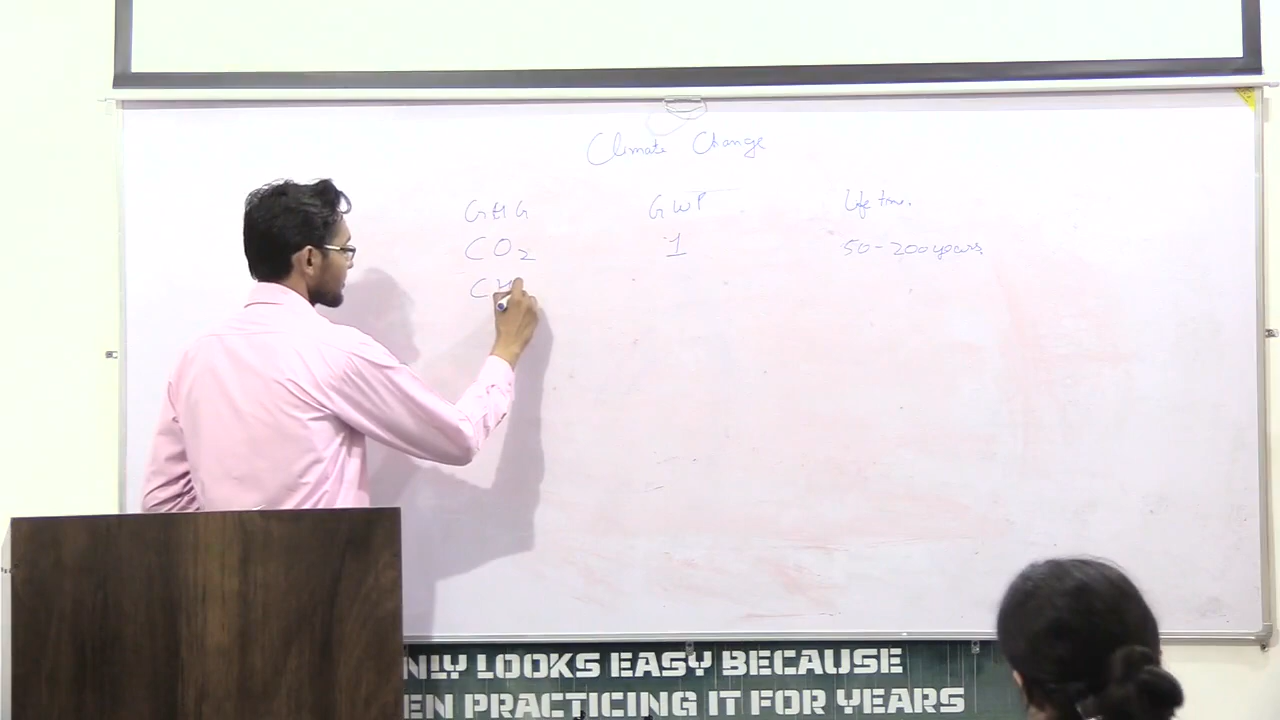 Climate Change
GHG GWP Life time.
CO2 1 50-200 years.
CH
NLY LOOKS EASY BECAUSE
EN PRACTICING IT FOR YEARS